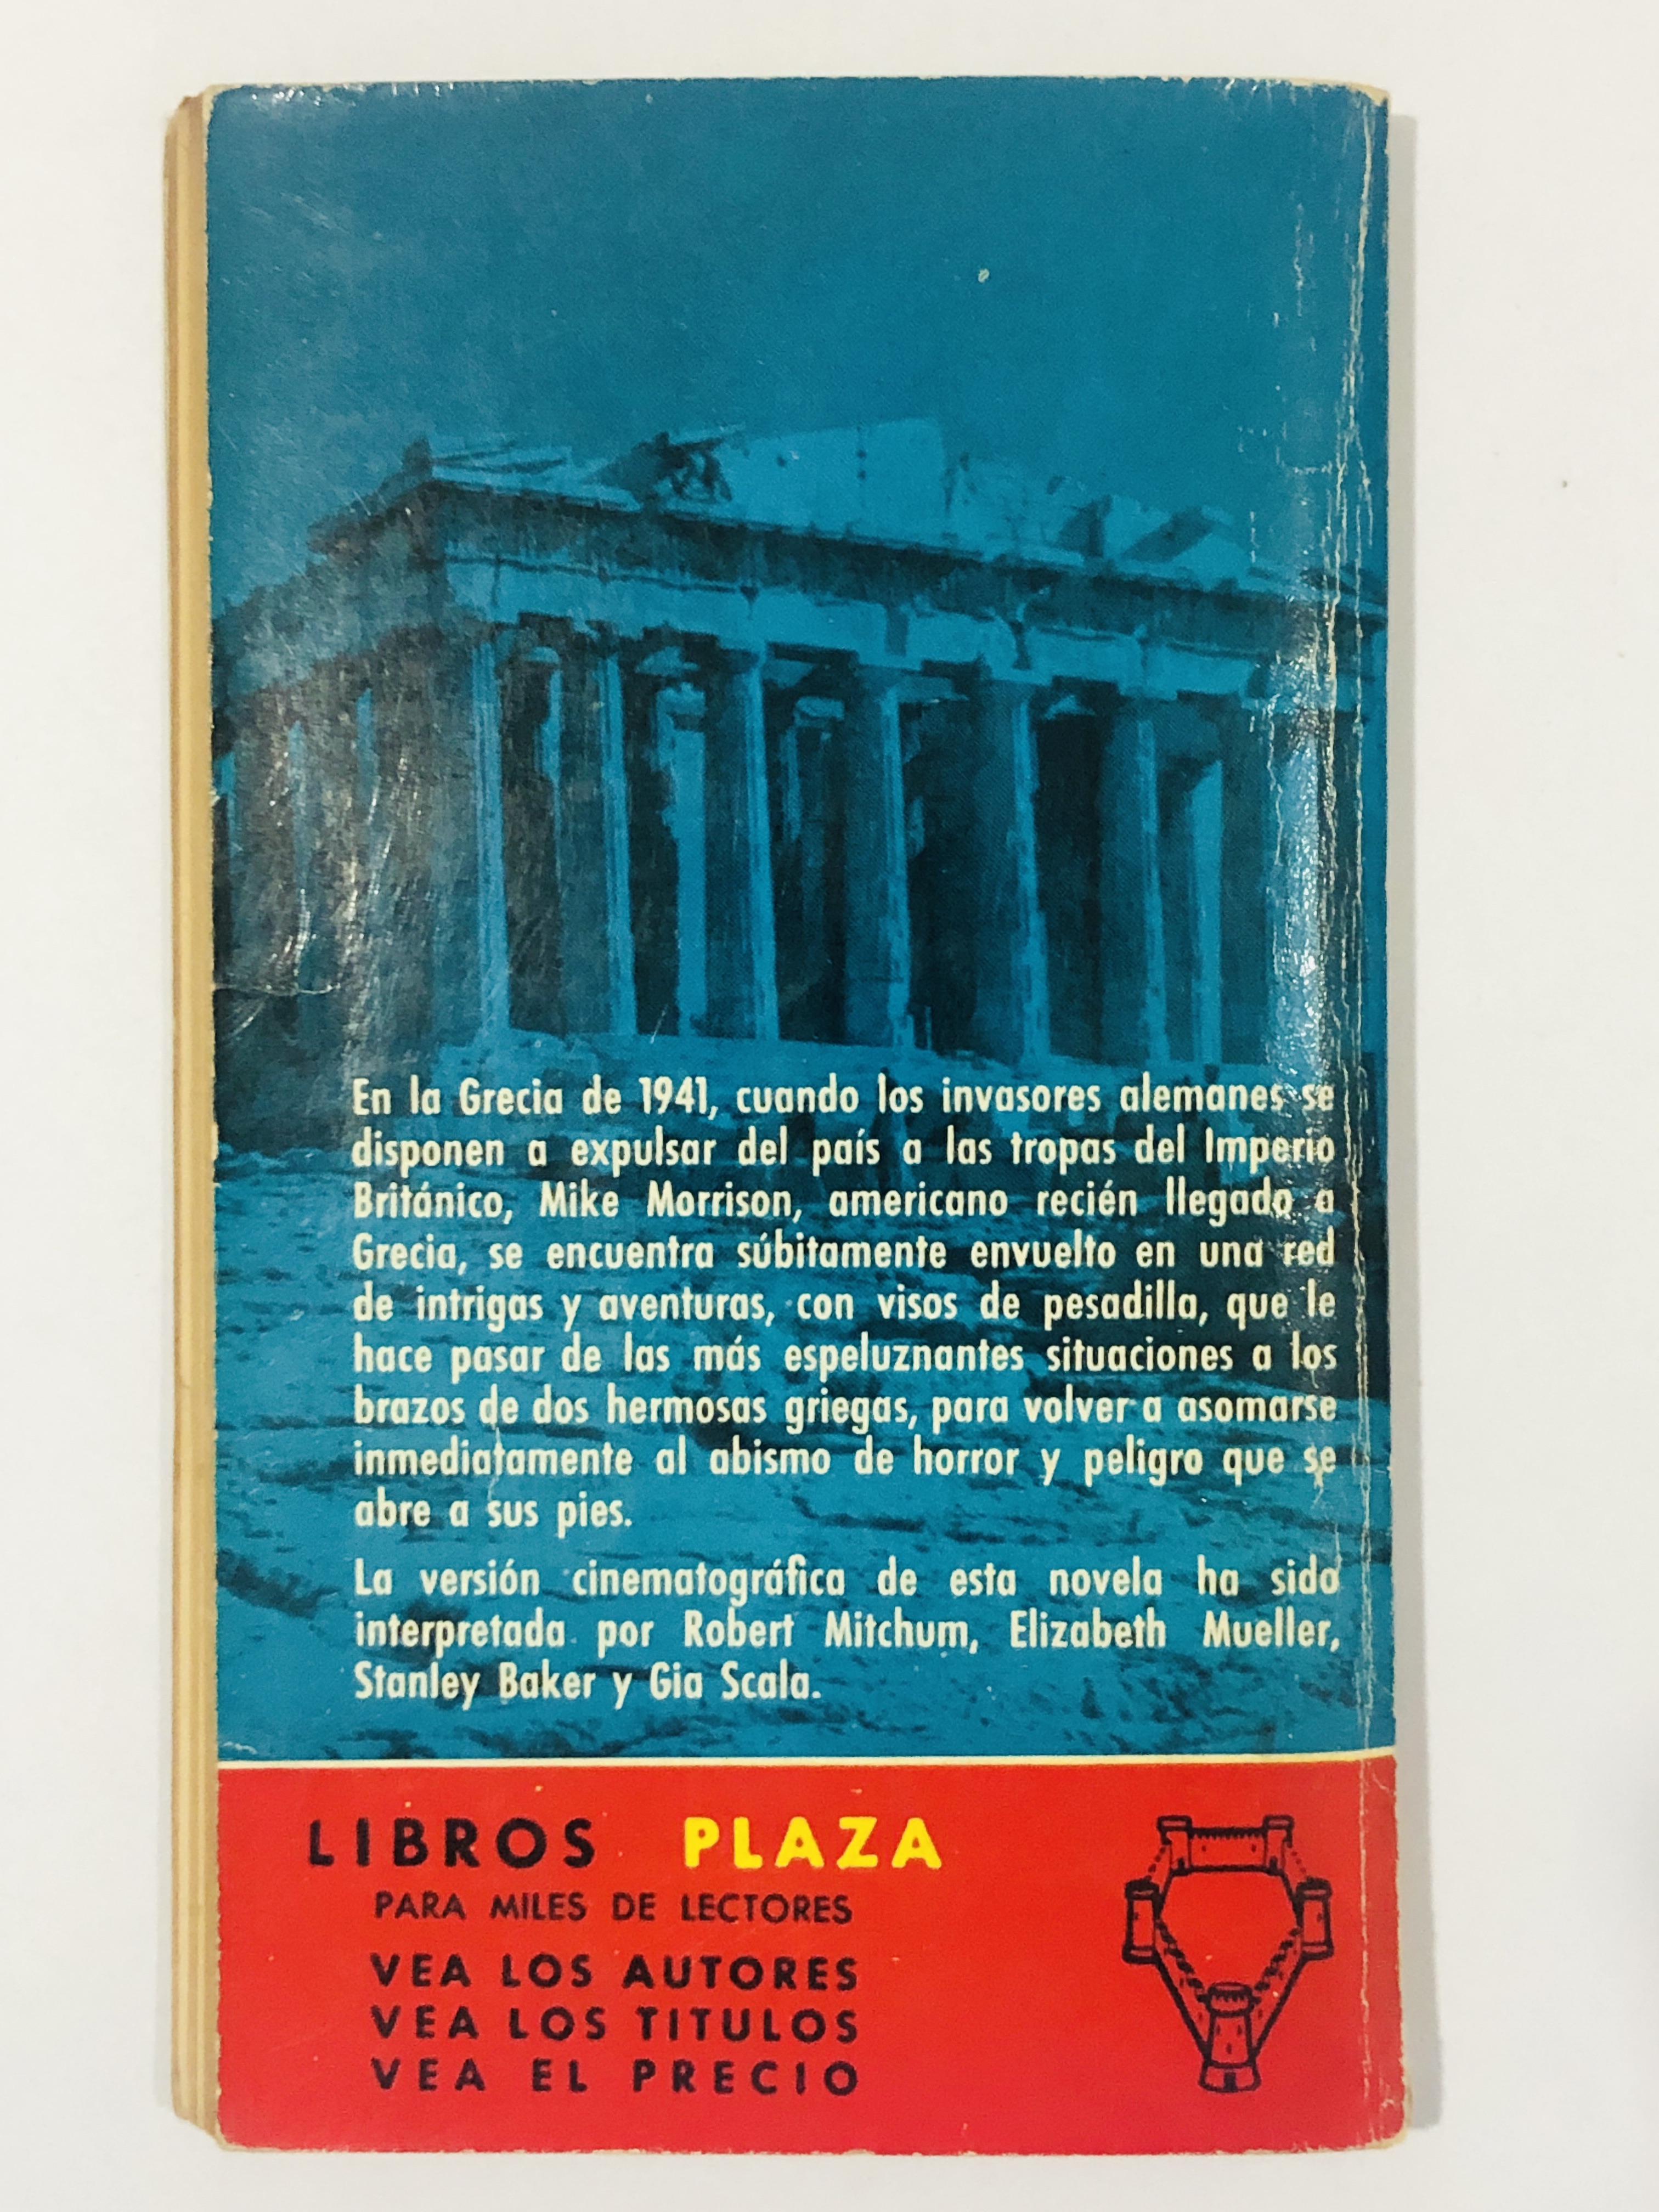 En la Grecia de 1941, cuando los invasores alemanes se
disponen a expulsar del país a las tropas del Imperio
Británico, Mike Morrison, americano recién llegado a
Grecia, se encuentra súbitamente envuelto en una red
de intrigas y aventuras, con visos de pesadilla, que le
hace pasar de las más espeluznantes situaciones a los
brazos de dos hermosas griegas, para volver a asomarse
inmediatamente al abismo de horror y peligro que se
abre a sus pies.
La versión cinematográfica de esta novela ha sido
interpretada por Robert Mitchum, Elizabeth Mueller,
Stanley Baker y Gia Scala.
LIBROS PLAZA
PARA MILES DE LECTORES
VEA LOS AUTORES
VEA LOS TITULOS
VEA EL PRECIO